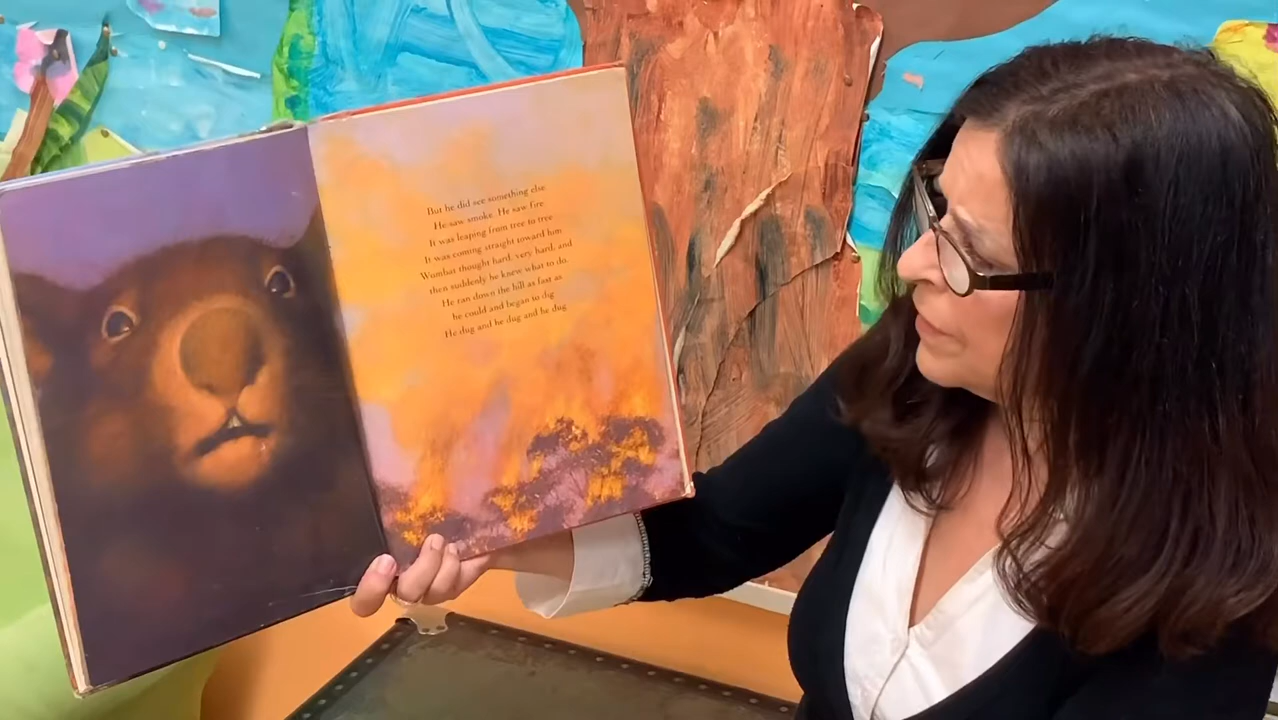 But he did see something else
He saw smoke. He saw fire.
It was leaping from tree to tree
It was coming straight toward him
Wombat thought hard, very hard, and
then suddenly he knew what to do.
He ran down the hill as fast as
he could and began to dig
He dug and he dug and he dug